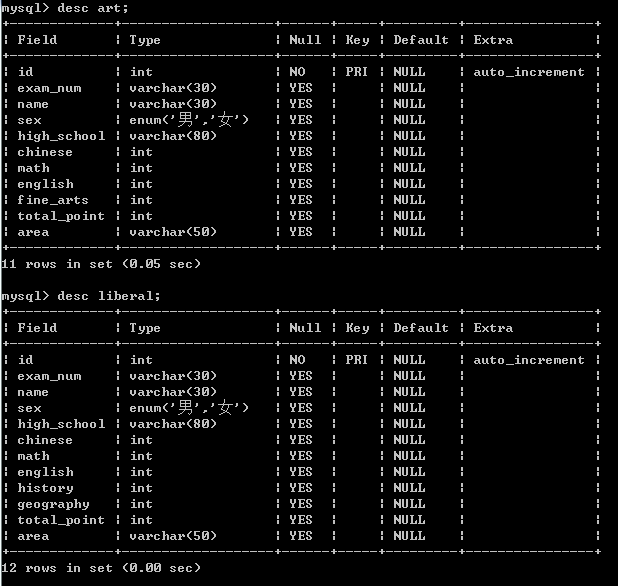 mysql> desc art;
+-------------+-----------------+------+-----+---------+----------------+
| Field | Type | Null | Key | Default | Extra |
+-------------+-----------------+------+-----+---------+----------------+
| id | int | NO | PRI | NULL | auto_increment |
| exam_num | varchar(30) | YES | | NULL | |
| name | varchar(30) | YES | | NULL | |
| sex | enum('男','女') | YES | | NULL | |
| high_school | varchar(80) | YES | | NULL | |
| chinese | int | YES | | NULL | |
| math | int | YES | | NULL | |
| english | int | YES | | NULL | |
| fine_arts | int | YES | | NULL | |
| total_point | int | YES | | NULL | |
| area | varchar(50) | YES | | NULL | |
+-------------+-----------------+------+-----+---------+----------------+
11 rows in set (0.05 sec)
mysql> desc liberal;
+-------------+-----------------+------+-----+---------+----------------+
| Field | Type | Null | Key | Default | Extra |
+-------------+-----------------+------+-----+---------+----------------+
| id | int | NO | PRI | NULL | auto_increment |
| exam_num | varchar(30) | YES | | NULL | |
| name | varchar(30) | YES | | NULL | |
| sex | enum('男','女') | YES | | NULL | |
| high_school | varchar(80) | YES | | NULL | |
| chinese | int | YES | | NULL | |
| math | int | YES | | NULL | |
| english | int | YES | | NULL | |
| history | int | YES | | NULL | |
| geography | int | YES | | NULL | |
| total_point | int | YES | | NULL | |
| area | varchar(50) | YES | | NULL | |
+-------------+-----------------+------+-----+---------+----------------+
12 rows in set (0.00 sec)